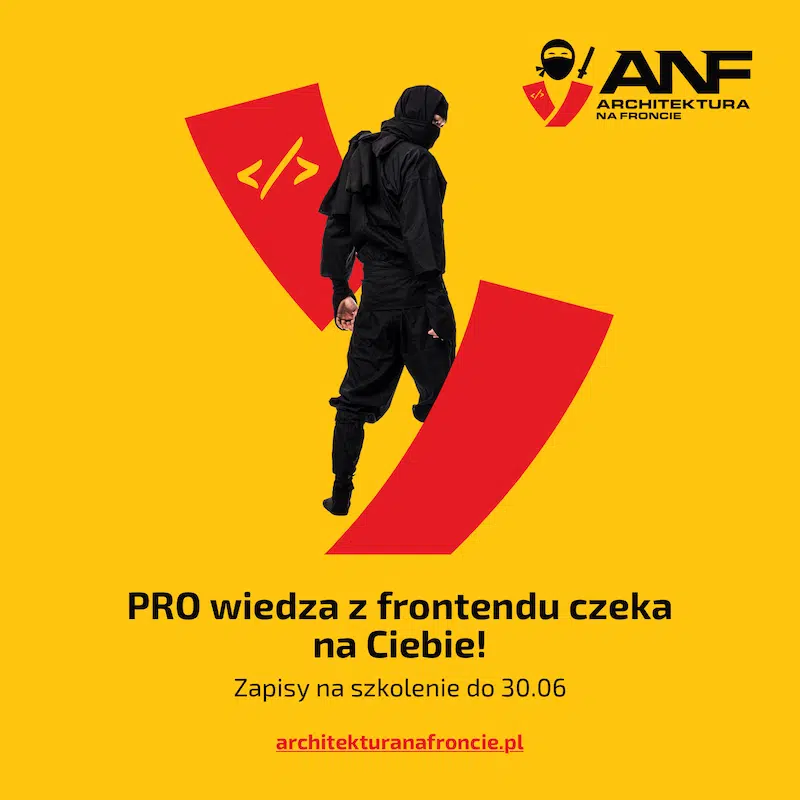 ANF
ARCHITEKTURA
NA FRONCIE
</>
</>
PRO wiedza z frontendu czeka
na Ciebie!
Zapisy na szkolenie do 30.06
architekturanafroncie.pl